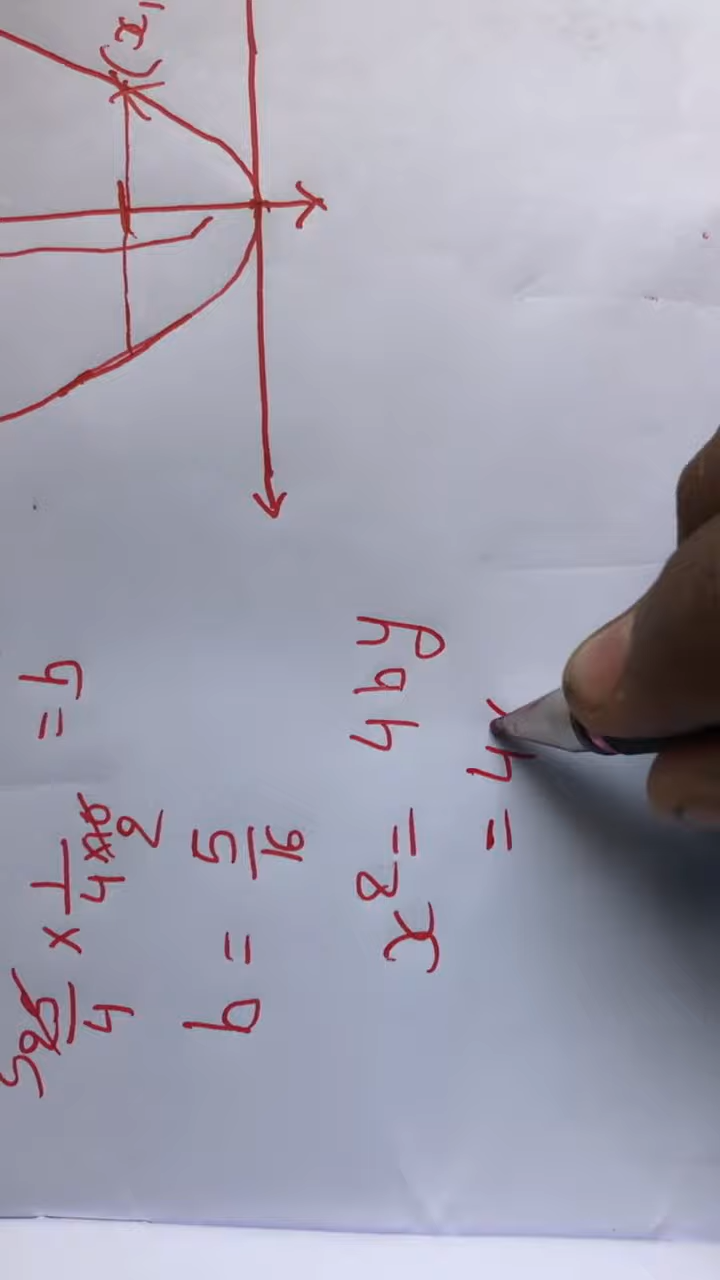 (x,
5 25/4 × 1/4×10 2 = b
b = 5/16
x² = 4by
= 4